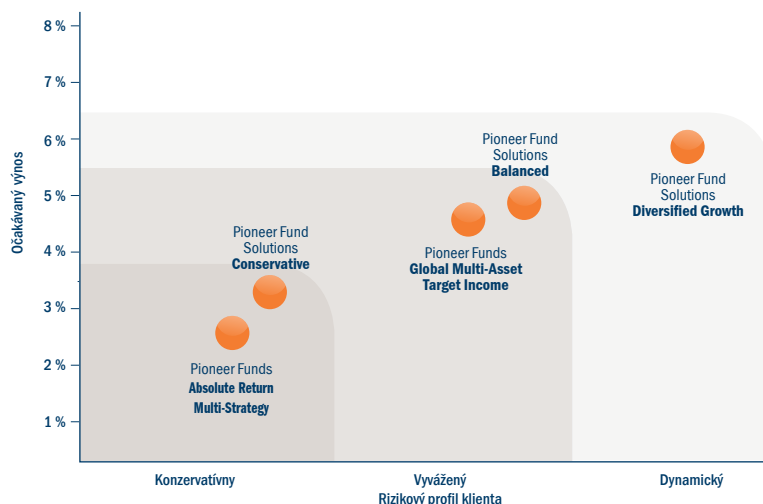 8 %
7 %
6 %
5 %
4 %
3 %
2 %
1 %
Očakávaný výnos
Pioneer Fund
Solutions
Conservative
Pioneer Funds
Absolute Return
Multi-Strategy
Pioneer Fund
Solutions
Balanced
Pioneer Funds
Global Multi-Asset
Target Income
Pioneer Fund
Solutions
Diversified Growth
Konzervatívny
Vyvážený
Dynamický
Rizikový profil klienta